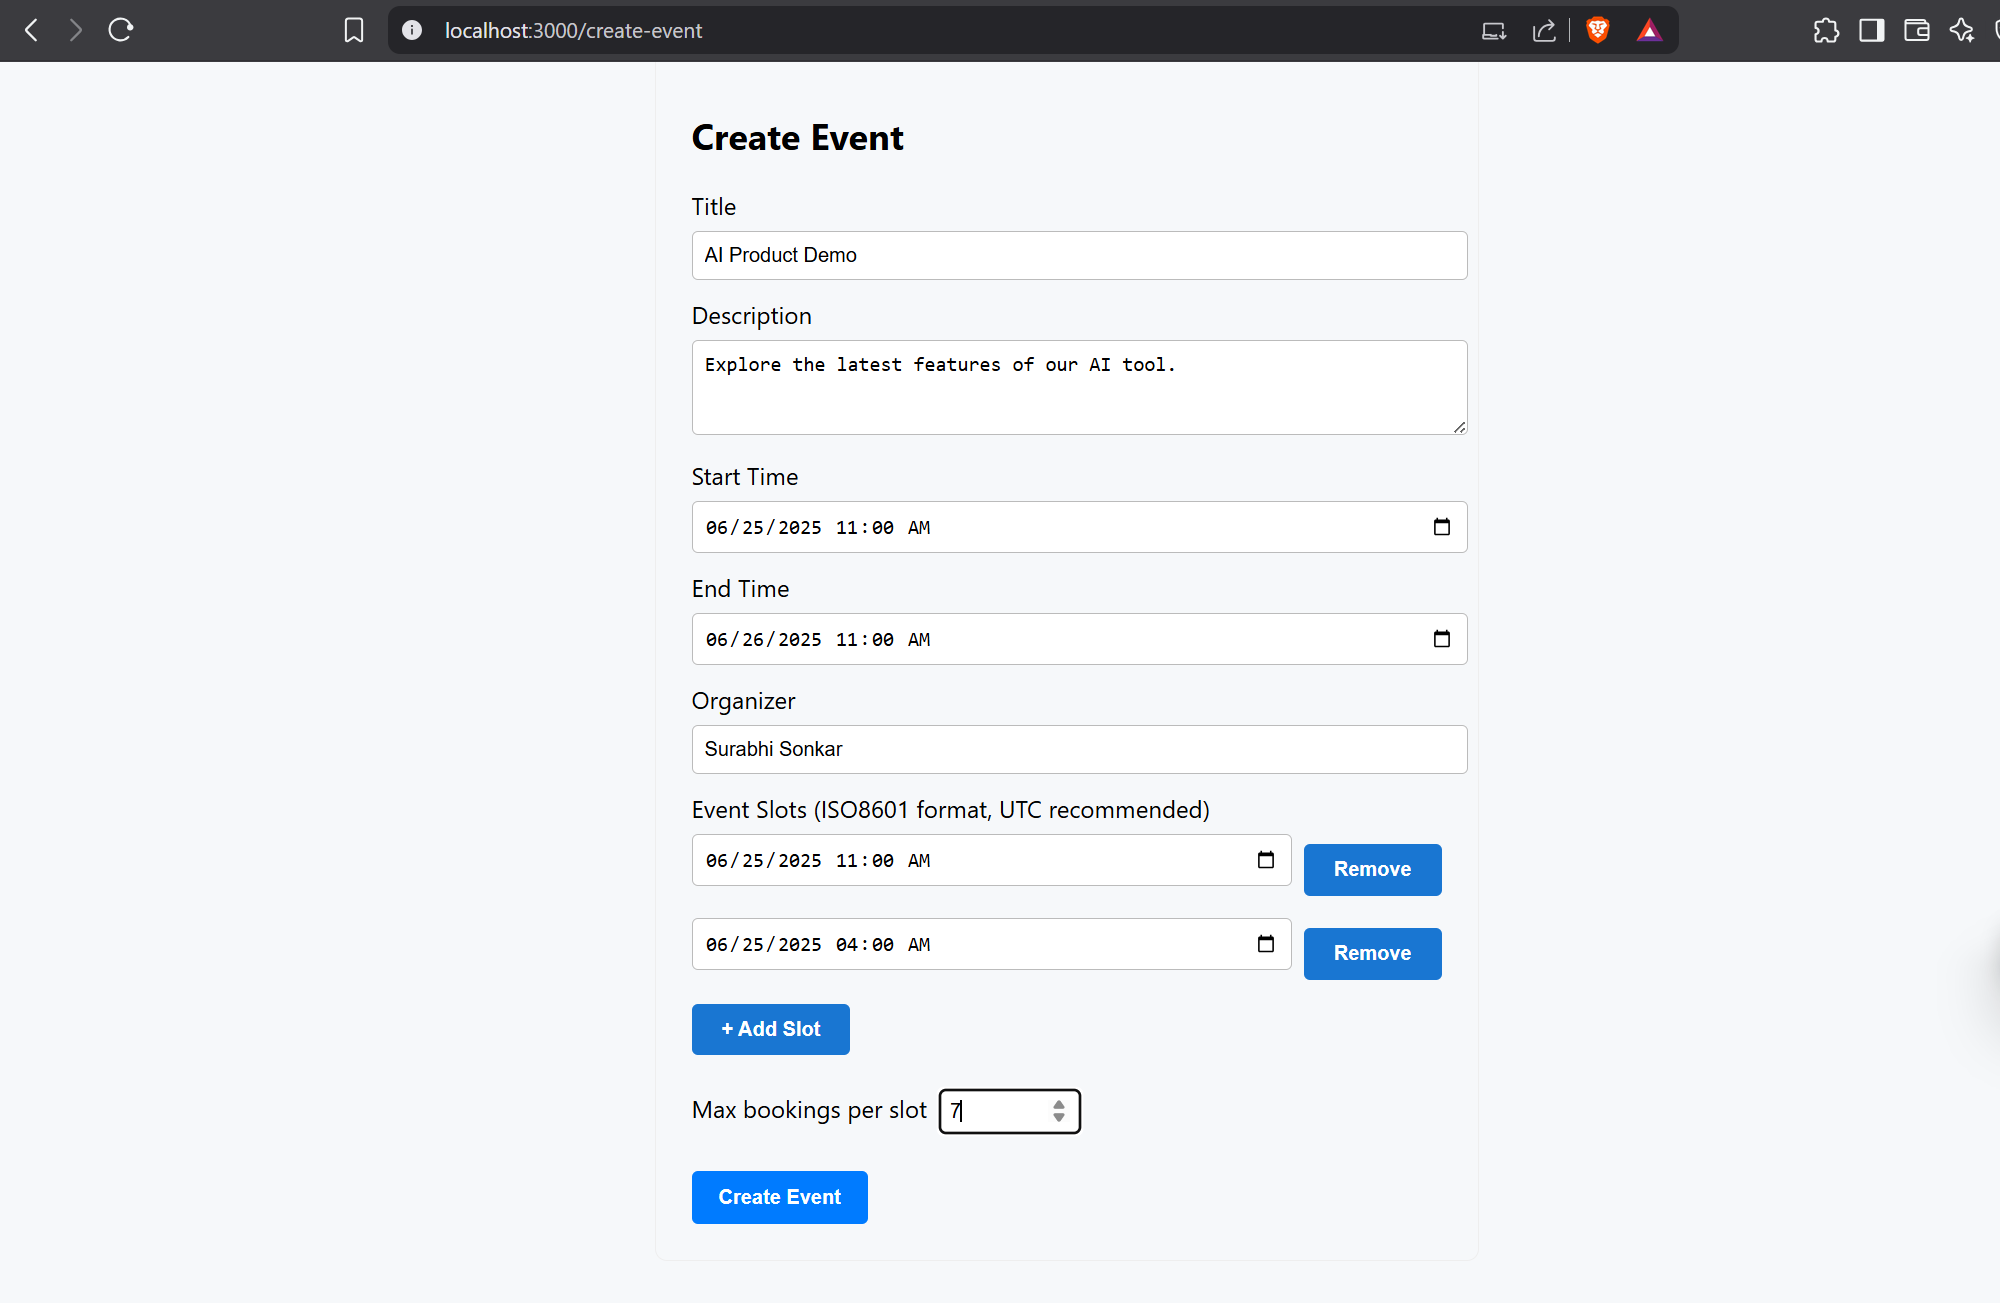 localhost:3000/create-event
Create Event
Title
AI Product Demo
Description
Explore the latest features of our AI tool.
Start Time
06/25/2025 11:00 AM
End Time
06/26/2025 11:00 AM
Organizer
Surabhi Sonkar
Event Slots (ISO8601 format, UTC recommended)
06/25/2025 11:00 AM
Remove
06/25/2025 04:00 AM
Remove
+ Add Slot
Max bookings per slot 7
Create Event